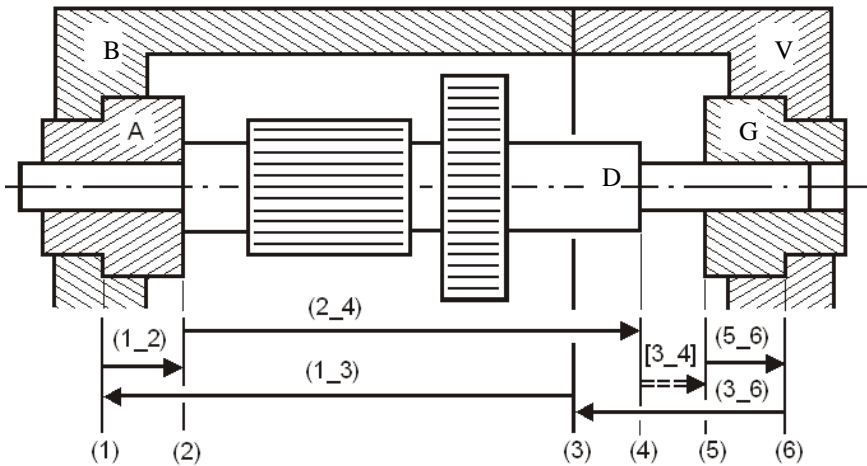 B V
A G
D
(2_4)
(1_2) [3_4] (5_6)
(1_3) (3_6)
(1) (2) (3) (4) (5) (6)